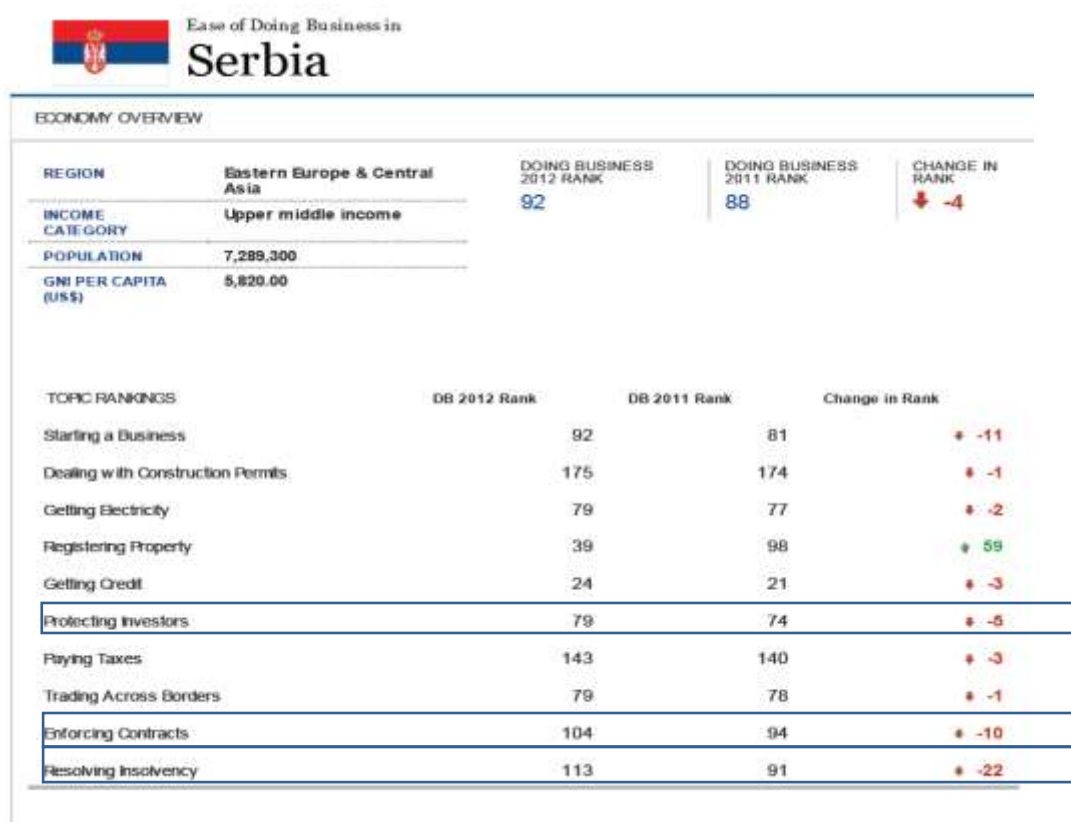 Ease of Doing Business in
Serbia
ECONOMY OVERVIEW
REGION Eastern Europe & Central Asia
INCOME CATEGORY Upper middle income
POPULATION 7,289,300
GNI PER CAPITA (US$) 5,820.00
DOING BUSINESS 2012 RANK 92
DOING BUSINESS 2011 RANK 88
CHANGE IN RANK -4
TOPIC RANKINGS DB 2012 Rank DB 2011 Rank Change in Rank
Starting a Business 92 81 -11
Dealing with Construction Permits 175 174 -1
Getting Electricity 79 77 -2
Registering Property 39 98 59
Getting Credit 24 21 -3
Protecting Investors 79 74 -5
Paying Taxes 143 140 -3
Trading Across Borders 79 78 -1
Enforcing Contracts 104 94 -10
Resolving Insolvency 113 91 -22